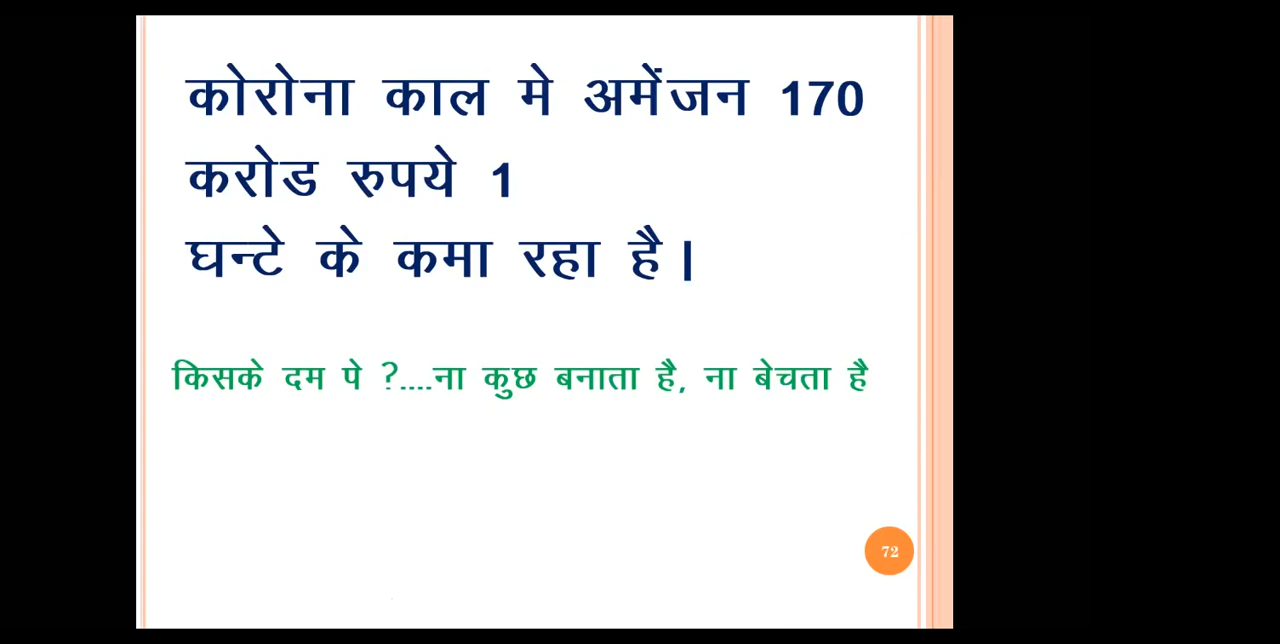 कोरोना काल मे अमेंजन 170
करोड रुपये 1
घन्टे के कमा रहा है।
किसके दम पे ?....ना कुछ बनाता है, ना बेचता है
72